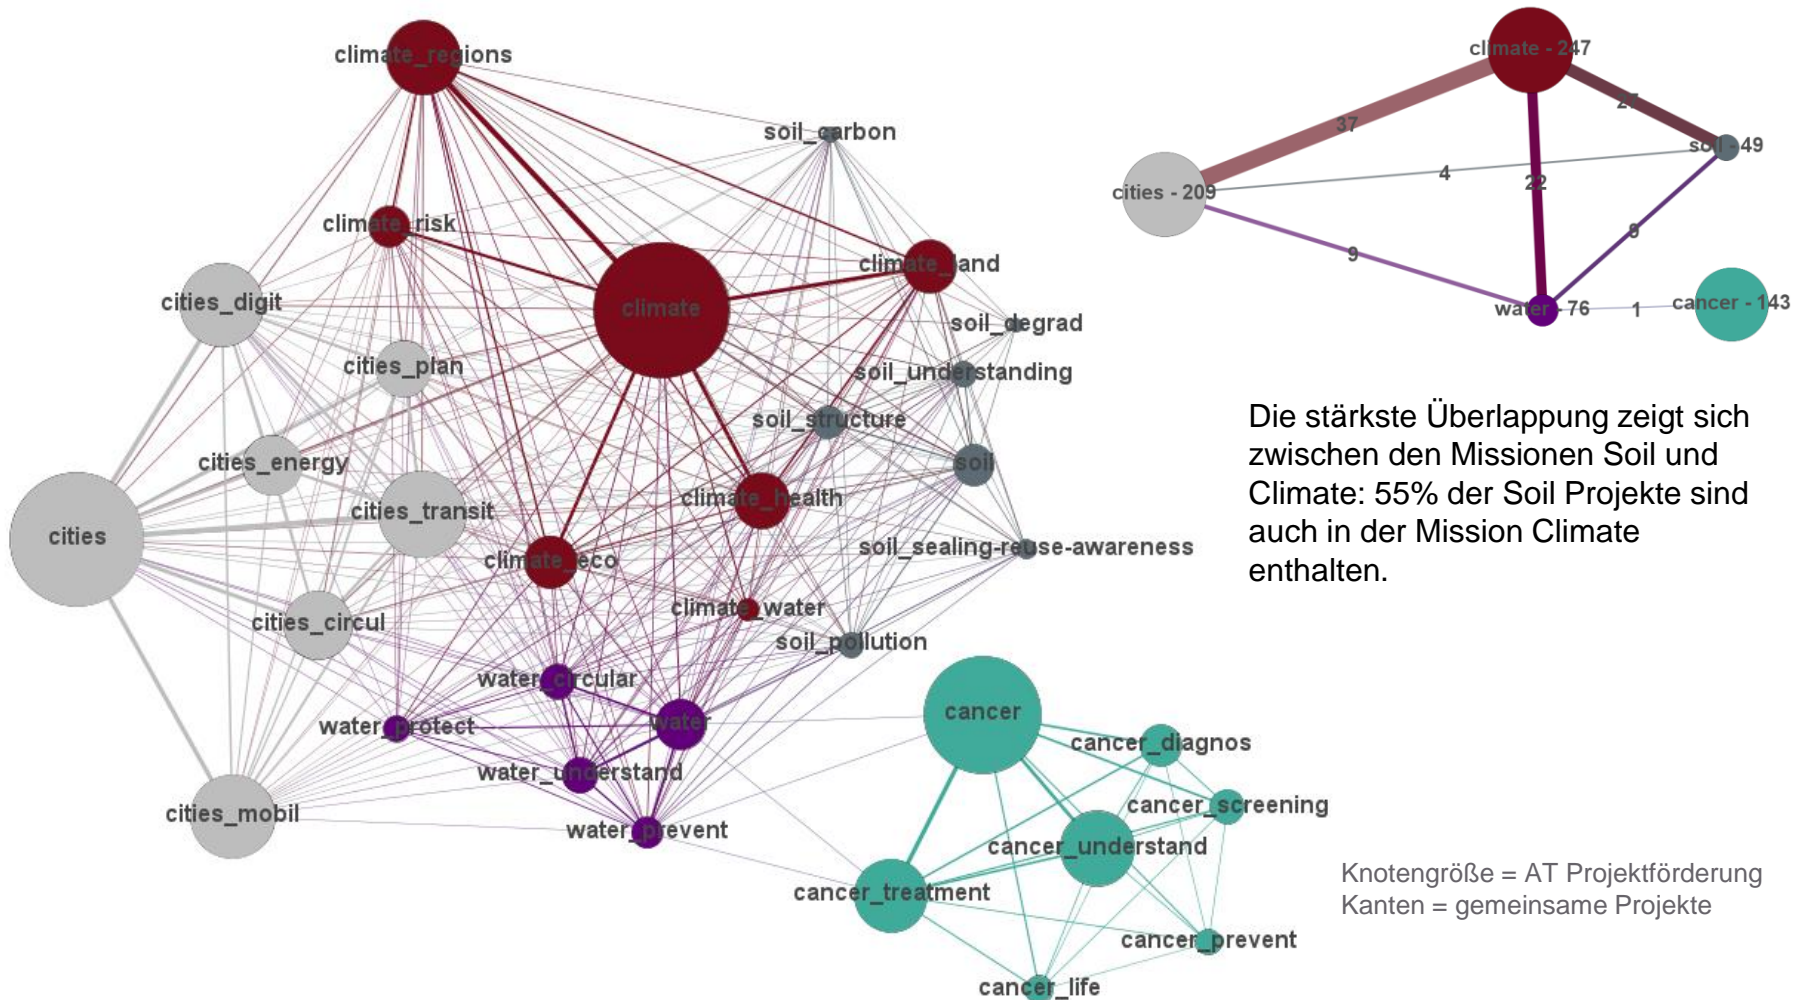 climate_regions
climate - 247
soil_carbon
37
27
soil - 49
4
22
cities - 209
climate_risk
climate_land
9
9
cities_digit
climate
water - 76
1
cancer - 143
soil_degrad
cities_plan
soil_understanding
soil_structure
Die stärkste Überlappung zeigt sich
zwischen den Missionen Soil und
Climate: 55% der Soil Projekte sind
auch in der Mission Climate
enthalten.
cities_energy
soil
climate_health
cities_transit
cities
climate_eco
soil_sealing-reuse-awareness
climate_water
cities_circul
soil_pollution
water_circular
water_protect
water
cancer
cancer_diagnos
water_understand
cities_mobil
water_prevent
cancer_screening
cancer_understand
cancer_treatment
Knotengröße = AT Projektförderung
Kanten = gemeinsame Projekte
cancer_prevent
cancer_life